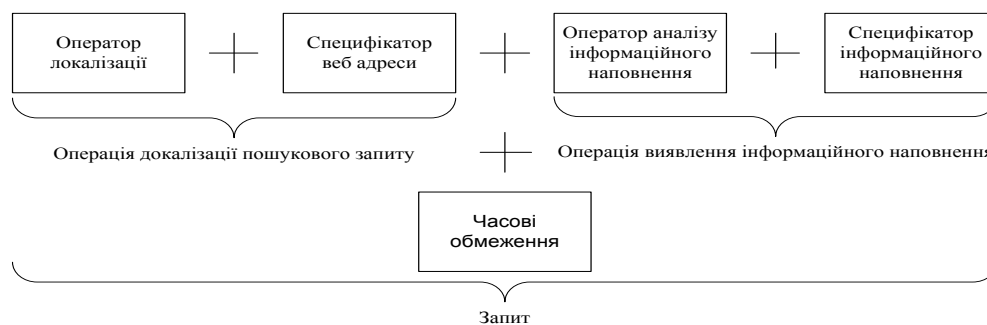 Оператор локалізації
Специфікатор веб адреси
Оператор аналізу інформаційного наповнення
Специфікатор інформаційного наповнення
Операція докалізації пошукового запиту
Операція виявлення інформаційного наповнення
Часові обмеження
Запит